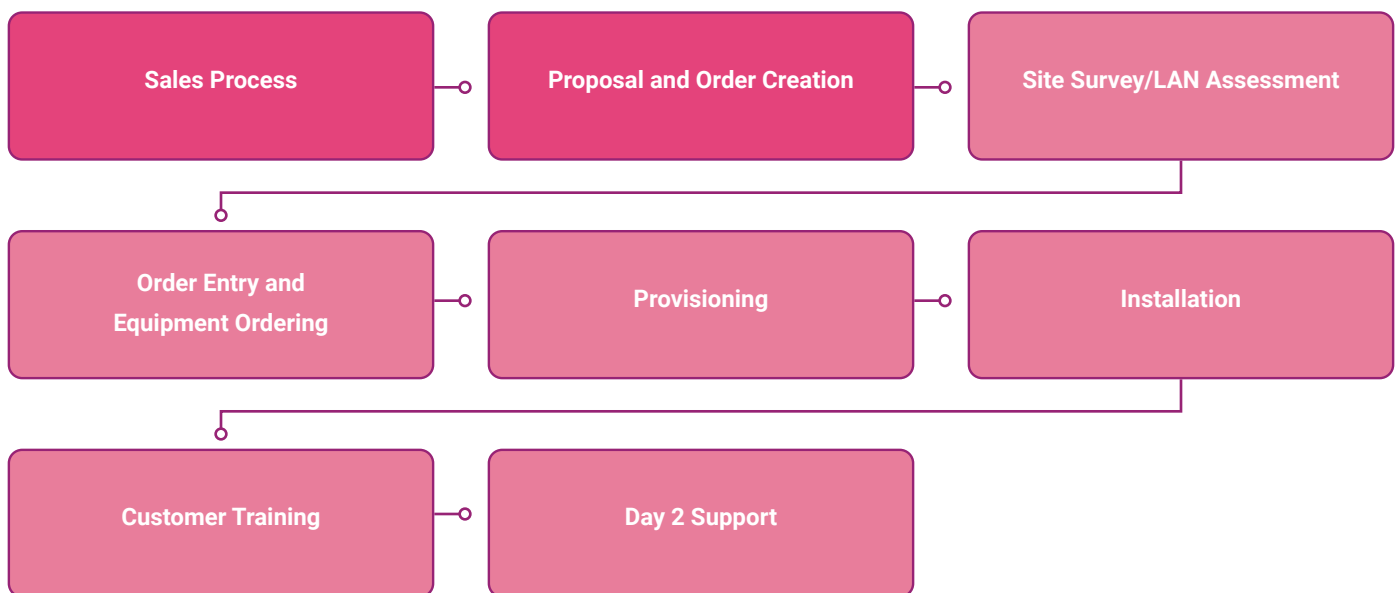 Sales Process
Proposal and Order Creation
Site Survey/LAN Assessment
Order Entry and
Equipment Ordering
Provisioning
Installation
Customer Training
Day 2 Support